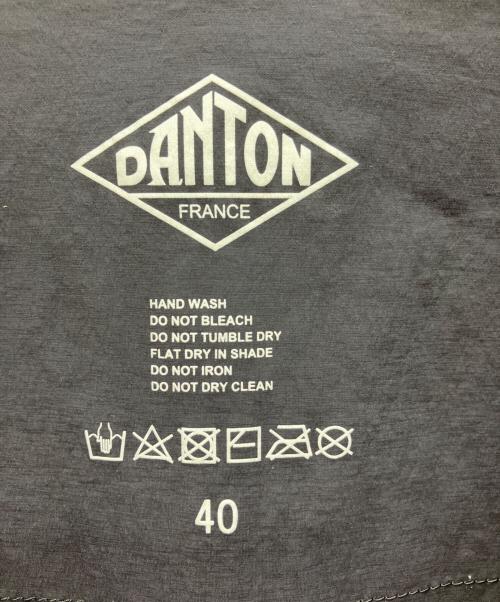 DANTON
FRANCE
HAND WASH
DO NOT BLEACH
DO NOT TUMBLE DRY
FLAT DRY IN SHADE
DO NOT IRON
DO NOT DRY CLEAN
40